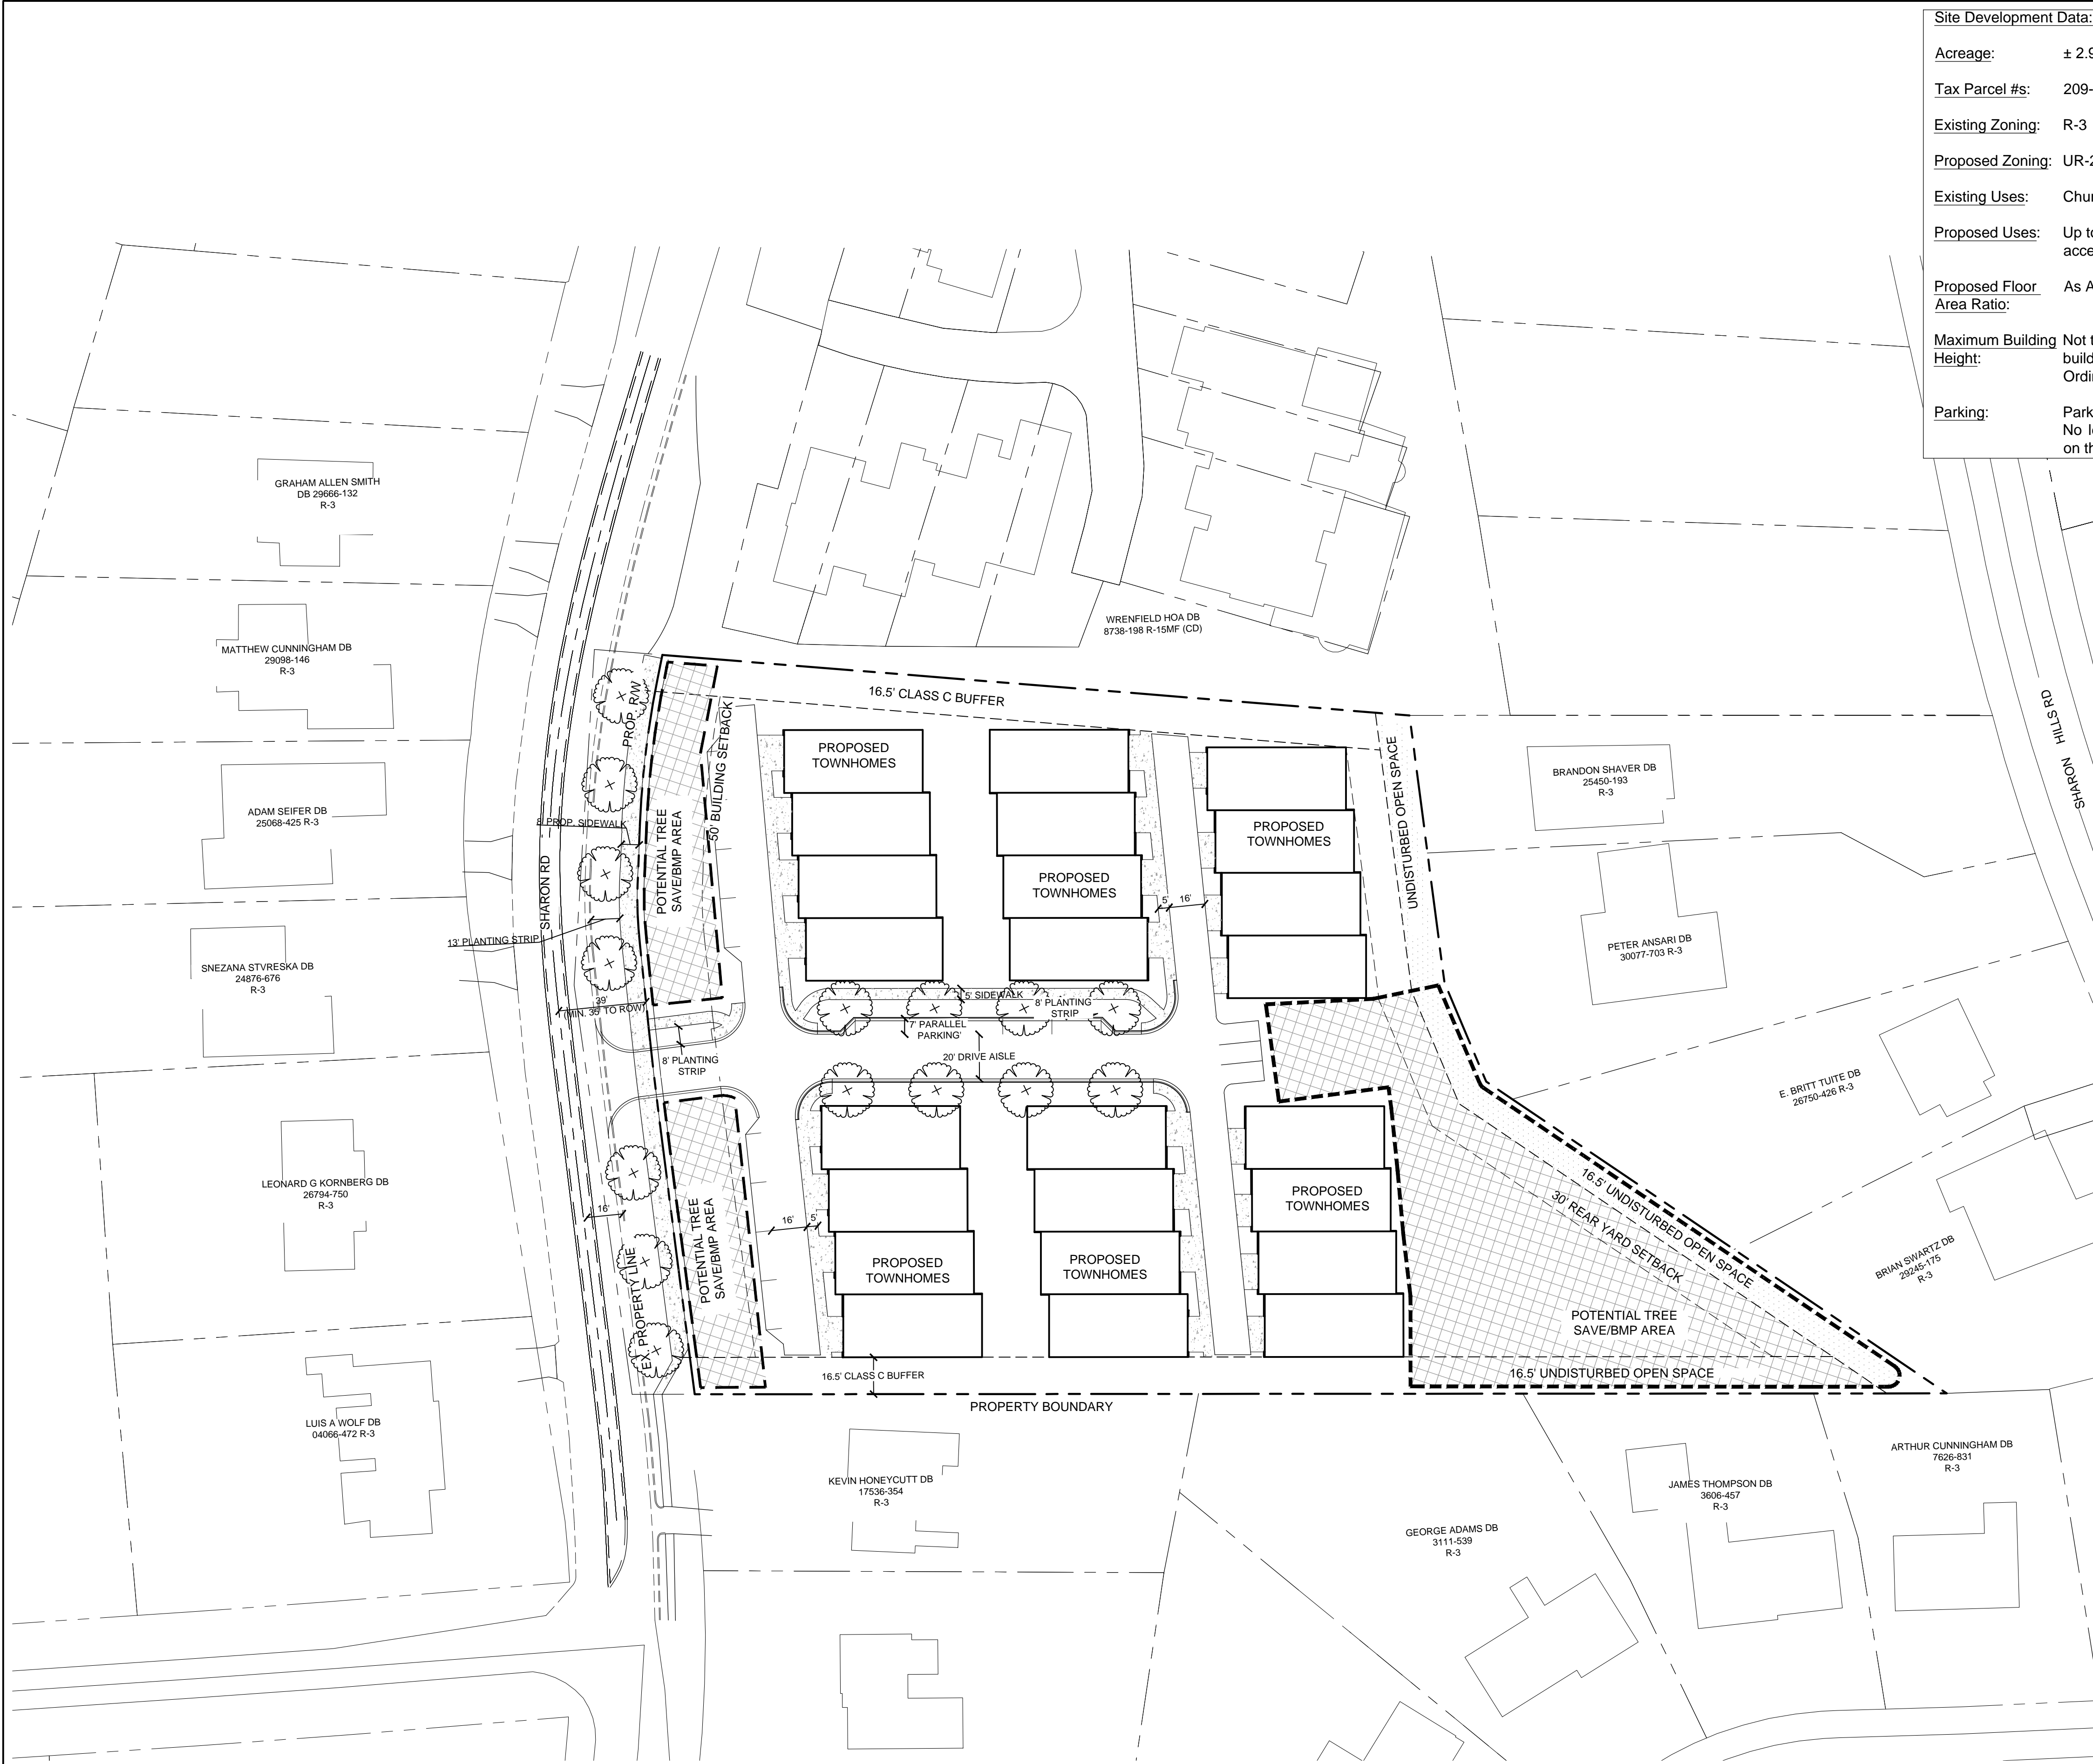 Site Development Data:
Acreage: ± 2.9
Tax Parcel #s: 209-
Existing Zoning: R-3
Proposed Zoning: UR-2
Existing Uses:
Proposed Uses: Up to
Proposed Floor As A
Area Ratio:
Maximum Building Not t
Height:
Parking:
No
on th
GRAHAM ALLEN SMITH
DB 29666-132
R-3
MATTHEW CUNNINGHAM DB
29098-146
R-3
ADAM SEIFER DB
25068-425 R-3
SNEZANA STVRESKA DB
24876-676
R-3
LEONARD G KORNBERG DB
26794-750
R-3
LUIS A WOLF DB
04066-472 R-3
SHARON RD
8' PROP. SIDEWALK
13' PLANTING STRIP
39'
(MIN. 35' TO ROW)
16'
EX. PROPERTY LINE
PROP. R/W
POTENTIAL TREE
SAVE/BMP AREA
50' BUILDING SETBACK
8' PLANTING
STRIP
POTENTIAL TREE
SAVE/BMP AREA
WRENFIELD HOA DB
8738-198 R-15MF (CD)
16.5' CLASS C BUFFER
PROPOSED
TOWNHOMES
PROPOSED
TOWNHOMES
PROPOSED
TOWNHOMES
5' 16'
UNDISTURBED OPEN SPACE
5' SIDEWALK
8' PLANTING
STRIP
7' PARALLEL
PARKING'
20' DRIVE AISLE
16' 5'
PROPOSED
TOWNHOMES
PROPOSED
TOWNHOMES
PROPOSED
TOWNHOMES
16.5' CLASS C BUFFER
PROPERTY BOUNDARY
16.5' UNDISTURBED OPEN SPACE
30' REAR YARD SETBACK
POTENTIAL TREE
SAVE/BMP AREA
16.5' UNDISTURBED OPEN SPACE
BRANDON SHAVER DB
25450-193
R-3
PETER ANSARI DB
30077-703 R-3
E. BRITT TUITE DB
26750-426 R-3
BRIAN SWARTZ DB
29245-175
R-3
SHARON HILLS RD
KEVIN HONEYCUTT DB
17536-354
R-3
GEORGE ADAMS DB
3111-539
R-3
JAMES THOMPSON DB
3606-457
R-3
ARTHUR CUNNINGHAM DB
7626-831
R-3